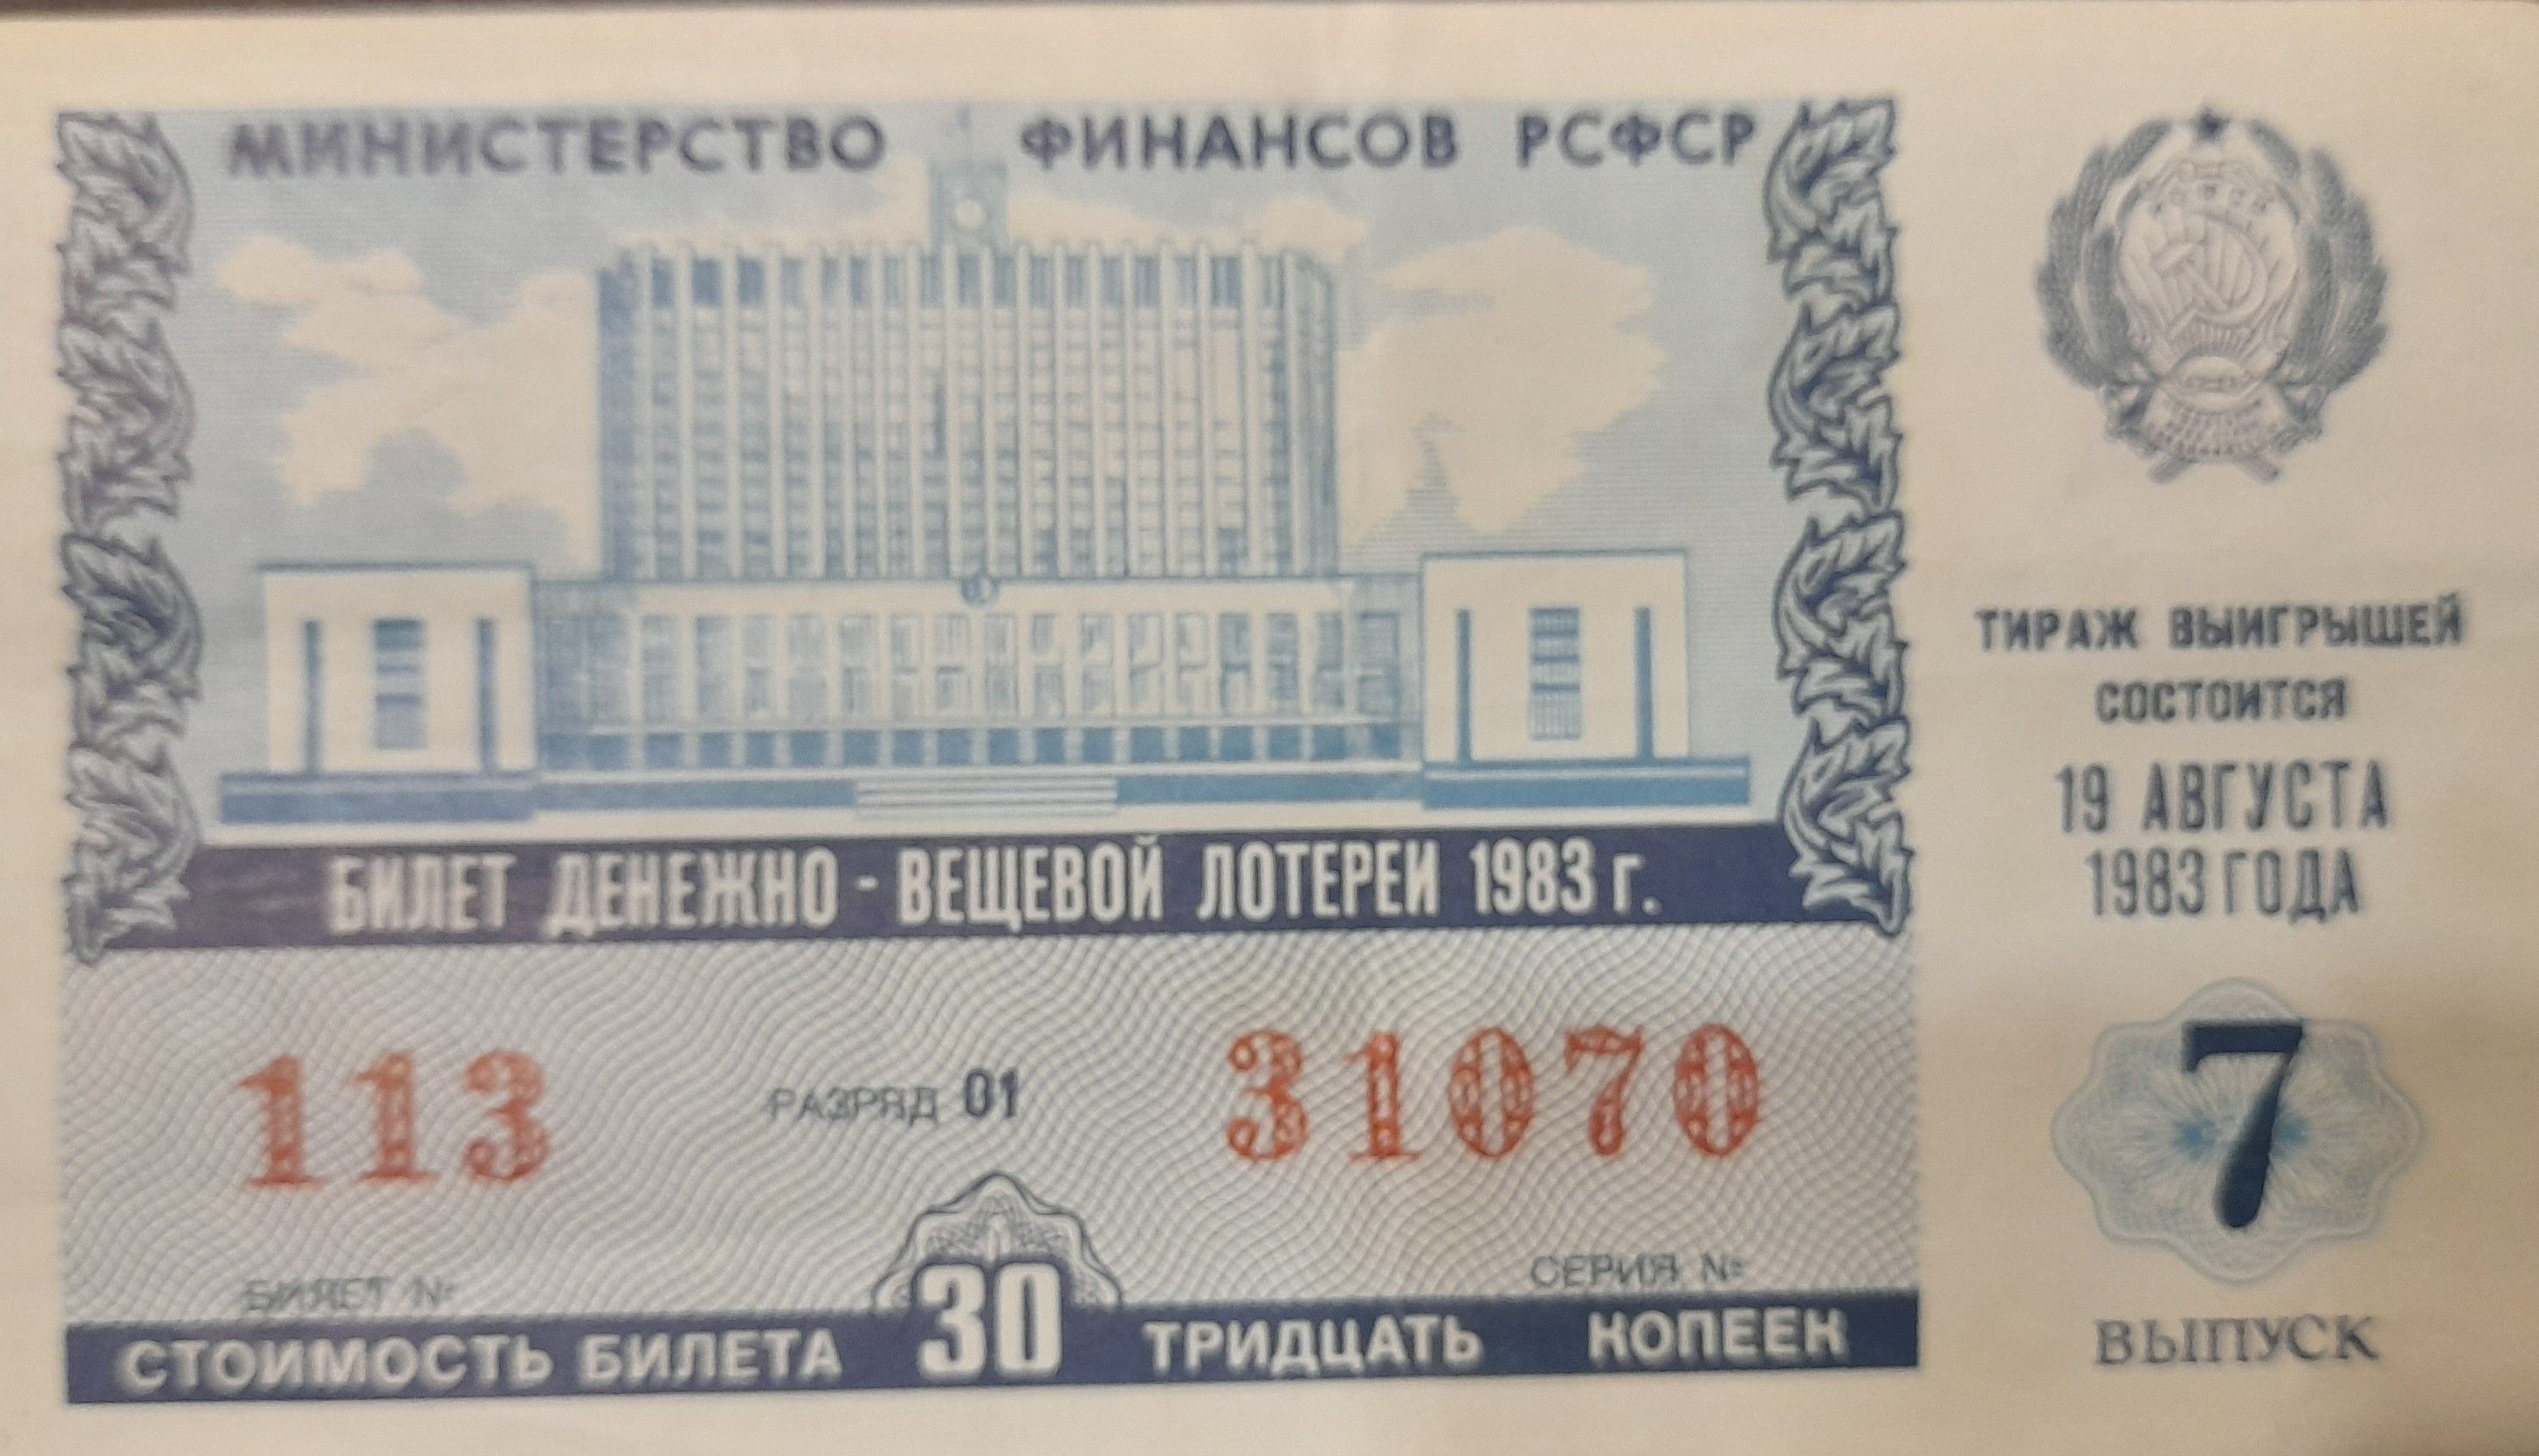 МИНИСТЕРСТВО ФИНАНСОВ РСФСР
БИЛЕТ ДЕНЕЖНО - ВЕЩЕВОЙ ЛОТЕРЕИ 1983 г.
113 РАЗРЯД 01 31070
БИЛЕТ № СЕРИЯ №
СТОИМОСТЬ БИЛЕТА 30 ТРИДЦАТЬ КОПЕЕК
ТИРАЖ ВЫИГРЫШЕЙ
СОСТОИТСЯ
19 АВГУСТА
1983 ГОДА
7
ВЫПУСК